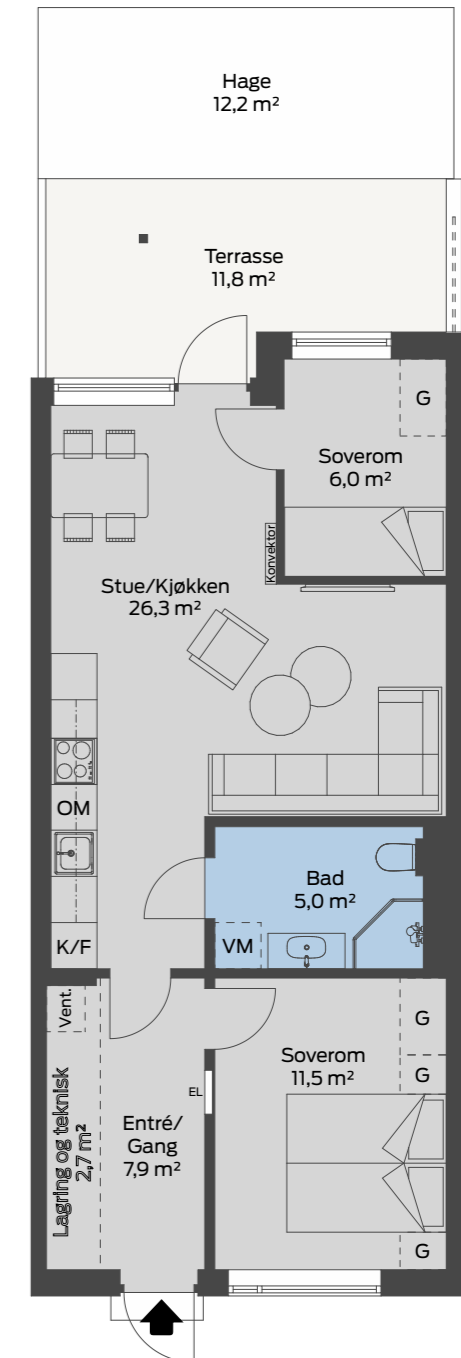 Hage
12,2 m²
Terrasse
11,8 m²
G
Soverom
6,0 m²
Konvektor
Stue/Kjøkken
26,3 m²
OM
Bad
5,0 m²
K/F
VM
Vent.
G
Soverom
11,5 m²
G
EL
Lagring og teknisk
2,7 m²
Entré/
Gang
7,9 m²
G